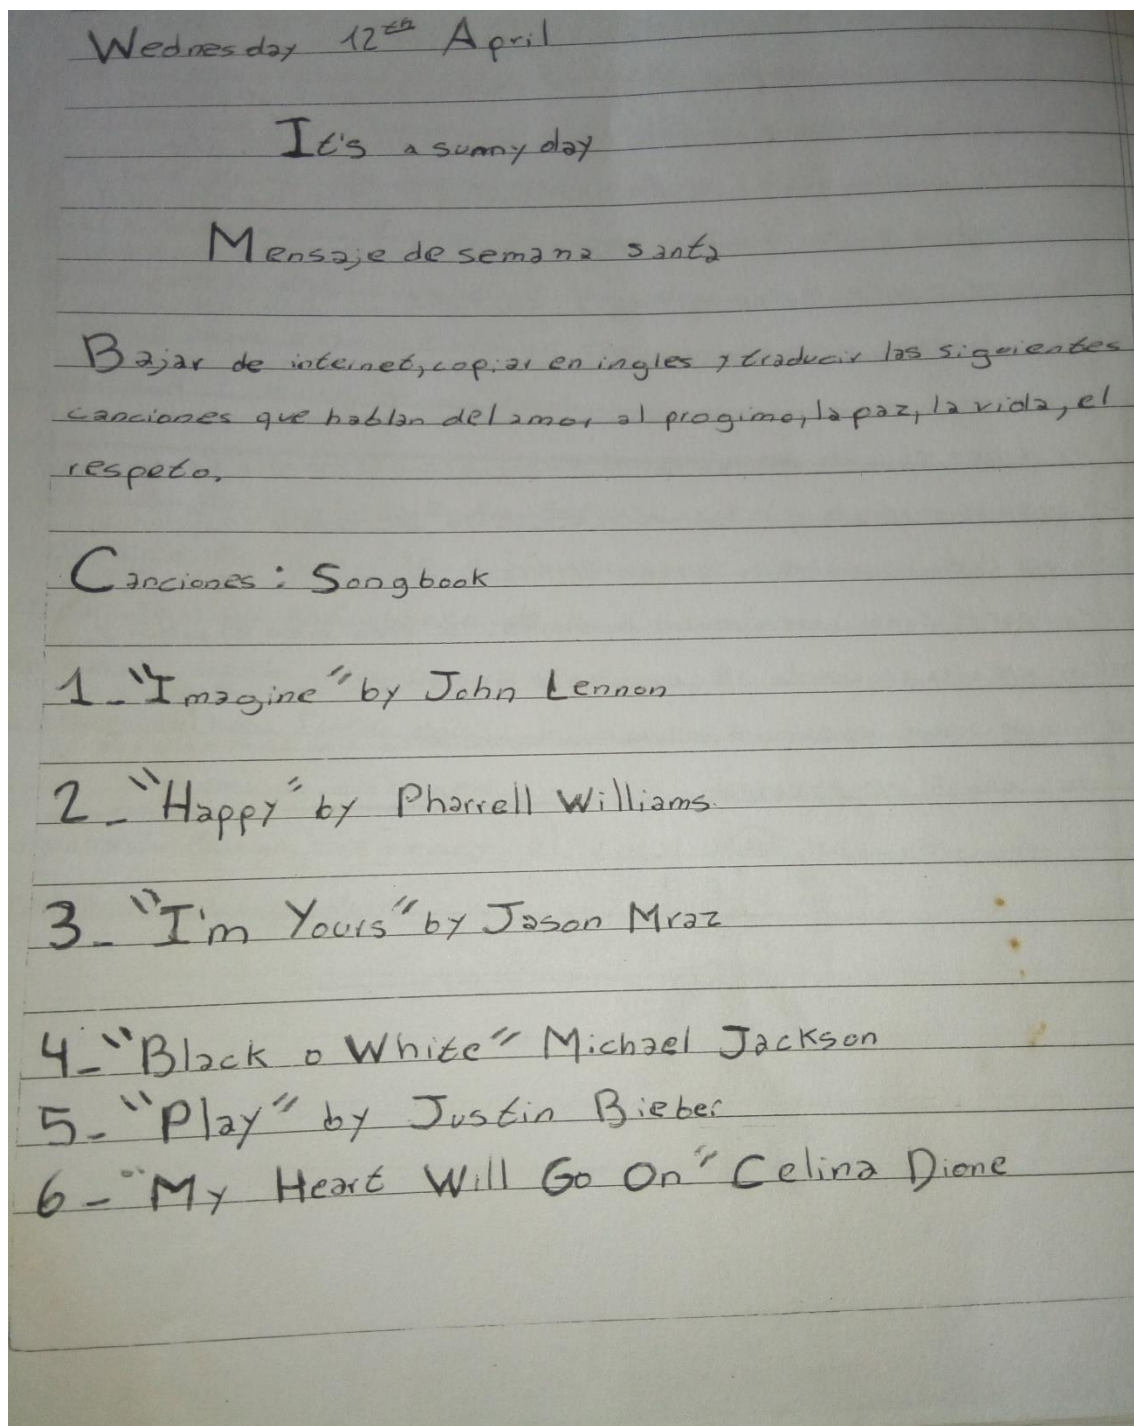 Wednesday 12th April
It's a sunny day
Mensaje de semana santa
Bajar de internet, copiar en ingles y traducir las siguientes
canciones que hablan del amor al progimo, la paz, la vida, el
respeto.
Canciones: Songbook
1_ "Imagine" by John Lennon
2_ "Happy" by Pharrell Williams.
3_ "I'm Yours" by Jason Mraz
4_ "Black o White" Michael Jackson
5_ "Play" by Justin Bieber
6_ "My Heart Will Go On" Celina Dione